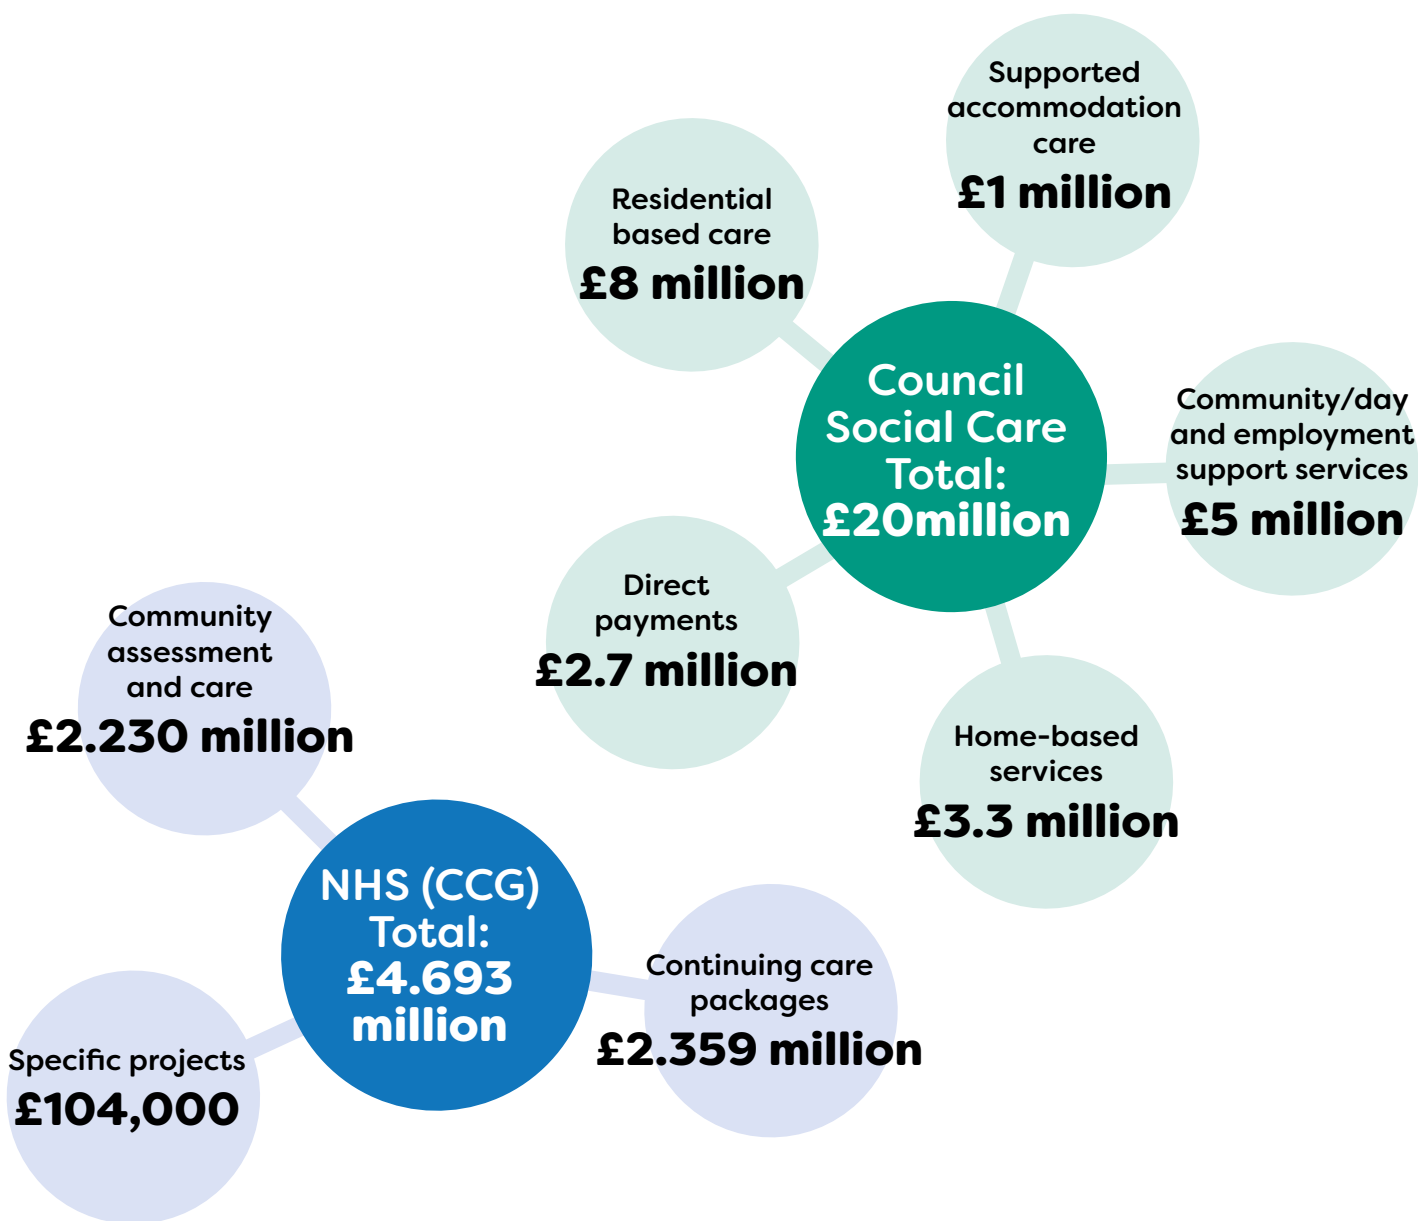 Supported
accommodation
care
£1 million
Residential
based care
£8 million
Council
Social Care
Total:
£20million
Community/day
and employment
support services
£5 million
Direct
payments
£2.7 million
Home-based
services
£3.3 million
Community
assessment
and care
£2.230 million
NHS (CCG)
Total:
£4.693
million
Continuing care
packages
£2.359 million
Specific projects
£104,000